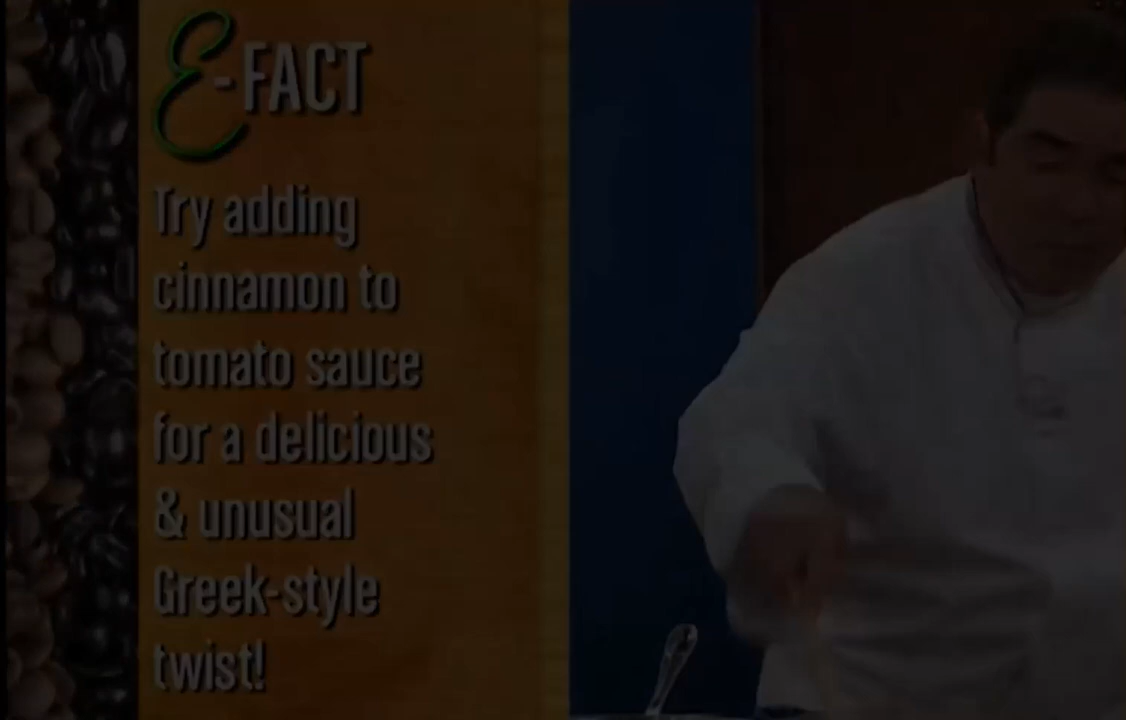 E-FACT
Try adding
cinnamon to
tomato sauce
for a delicious
& unusual
Greek-style
twist!